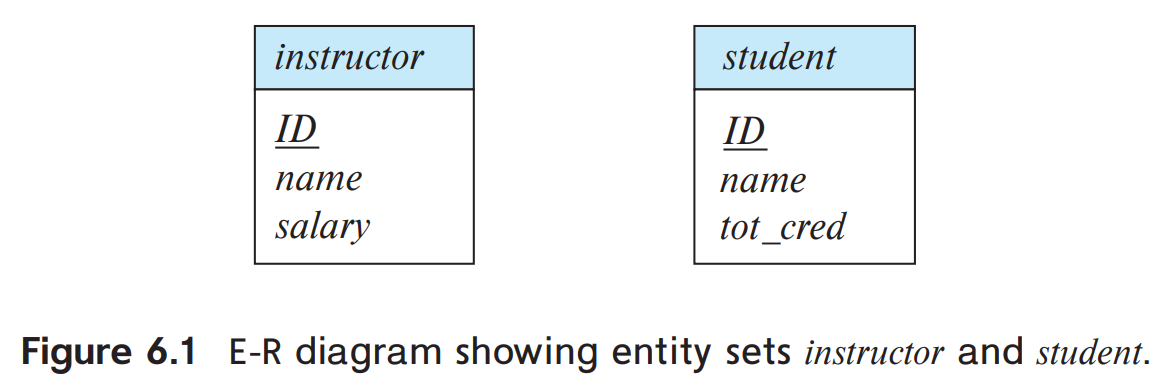 instructor
ID
name
salary
student
ID
name
tot_cred
Figure 6.1 E-R diagram showing entity sets instructor and student.